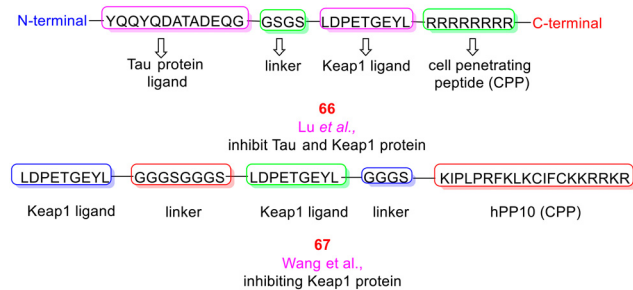 N-terminal YQQYQDATADEQG GSGS LDPETGEYL RRRRRRRR C-terminal
Tau protein ligand linker Keap1 ligand cell penetrating peptide (CPP)
66
Lu et al.,
inhibit Tau and Keap1 protein
LDPETGEYL GGGSGGGS LDPETGEYL GGGS KIPLPRFKLKCIFCKKRRKR
Keap1 ligand linker Keap1 ligand linker hPP10 (CPP)
67
Wang et al.,
inhibiting Keap1 protein